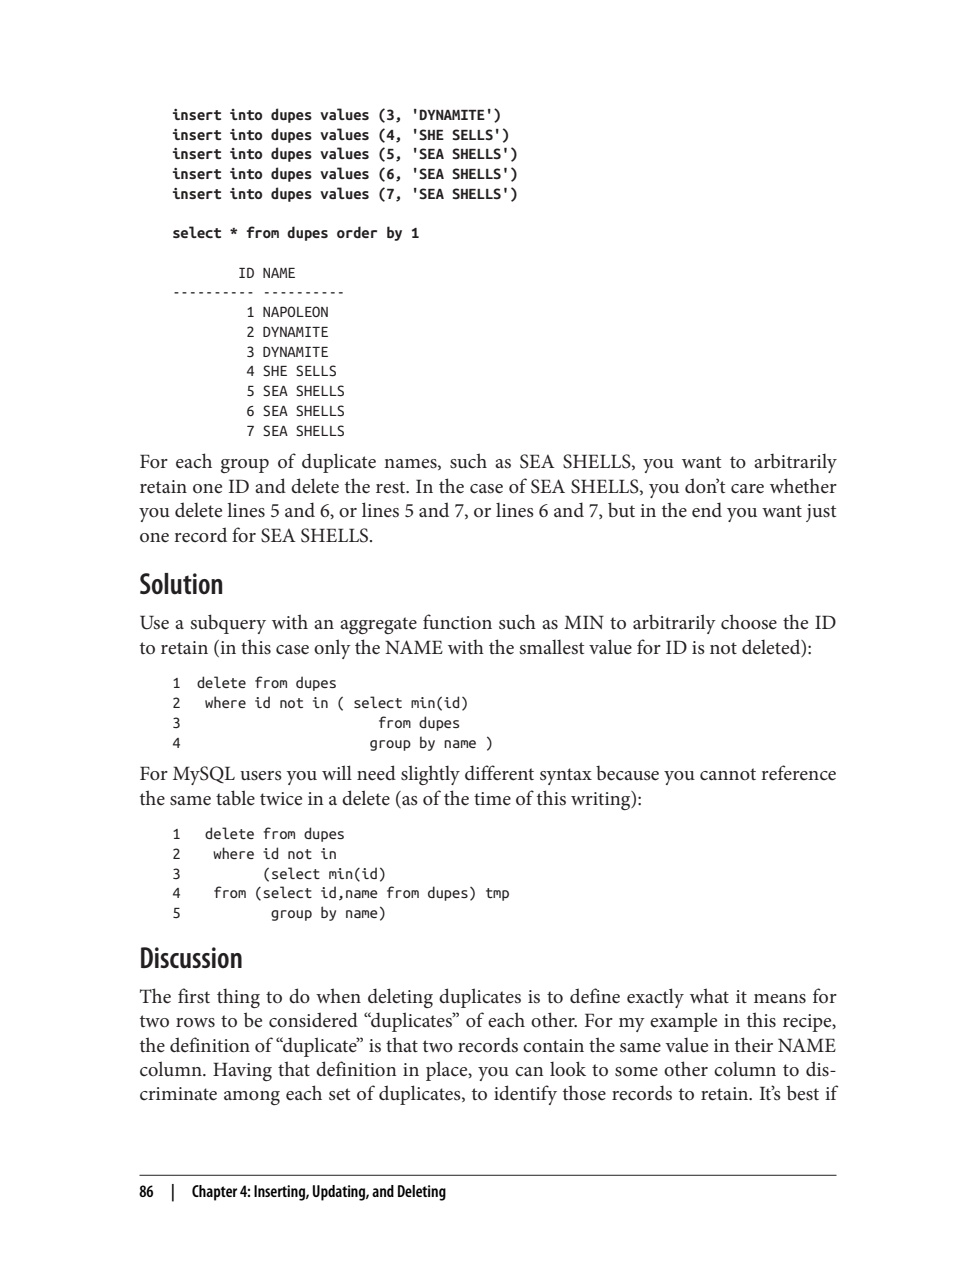 insert into dupes values (3, 'DYNAMITE')
insert into dupes values (4, 'SHE SELLS')
insert into dupes values (5, 'SEA SHELLS')
insert into dupes values (6, 'SEA SHELLS')
insert into dupes values (7, 'SEA SHELLS')
select * from dupes order by 1
        ID NAME
---------- ----------
         1 NAPOLEON
         2 DYNAMITE
         3 DYNAMITE
         4 SHE SELLS
         5 SEA SHELLS
         6 SEA SHELLS
         7 SEA SHELLS
For each group of duplicate names, such as SEA SHELLS, you want to arbitrarily
retain one ID and delete the rest. In the case of SEA SHELLS, you don’t care whether
you delete lines 5 and 6, or lines 5 and 7, or lines 6 and 7, but in the end you want just
one record for SEA SHELLS.
Solution
Use a subquery with an aggregate function such as MIN to arbitrarily choose the ID
to retain (in this case only the NAME with the smallest value for ID is not deleted):
1  delete from dupes
2   where id not in ( select min(id)
3                        from dupes
4                       group by name )
For MySQL users you will need slightly different syntax because you cannot reference
the same table twice in a delete (as of the time of this writing):
1   delete from dupes
2    where id not in
3          (select min(id)
4    from (select id,name from dupes) tmp
5           group by name)
Discussion
The first thing to do when deleting duplicates is to define exactly what it means for
two rows to be considered “duplicates” of each other. For my example in this recipe,
the definition of “duplicate” is that two records contain the same value in their NAME
column. Having that definition in place, you can look to some other column to dis-
criminate among each set of duplicates, to identify those records to retain. It’s best if
86 | Chapter 4: Inserting, Updating, and Deleting